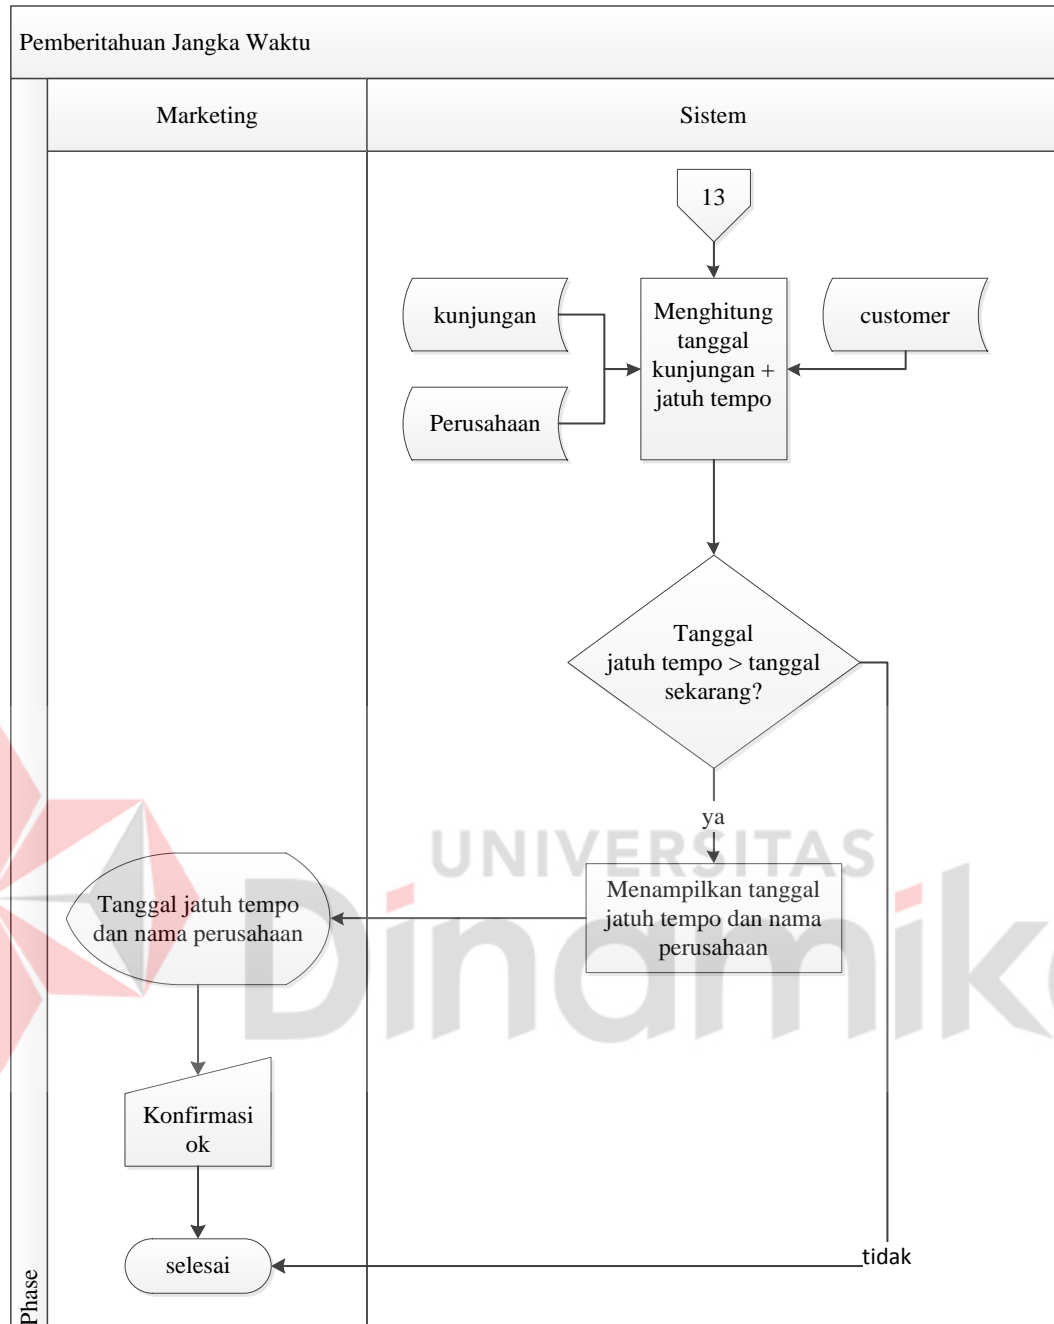 Pemberitahuan Jangka Waktu
Marketing
Sistem
13
kunjungan
Menghitung
tanggal
kunjungan +
jatuh tempo
customer
Perusahaan
Tanggal
jatuh tempo > tanggal
sekarang?
ya
UNIVERSITAS
Dinamika
Menampilkan tanggal
jatuh tempo dan nama
perusahaan
Tanggal jatuh tempo
dan nama perusahaan
Konfirmasi
ok
selesai
tidak
Phase